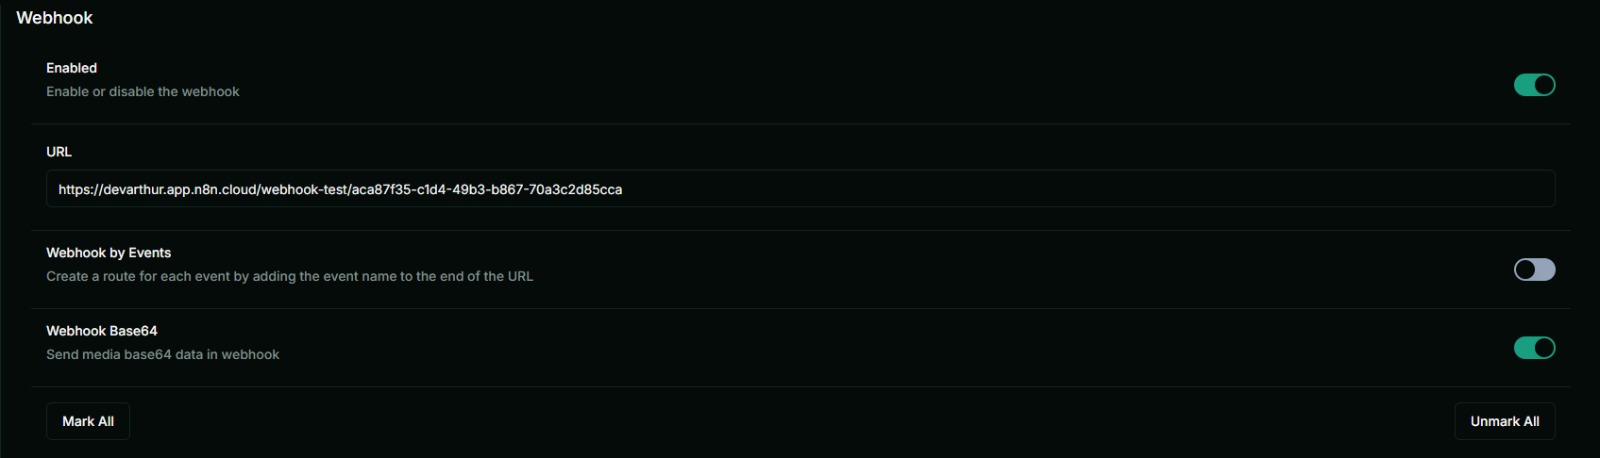 Webhook
Enabled
Enable or disable the webhook
URL
https://devarthur.app.n8n.cloud/webhook-test/aca87f35-c1d4-49b3-b867-70a3c2d85cca
Webhook by Events
Create a route for each event by adding the event name to the end of the URL
Webhook Base64
Send media base64 data in webhook
Mark All
Unmark All